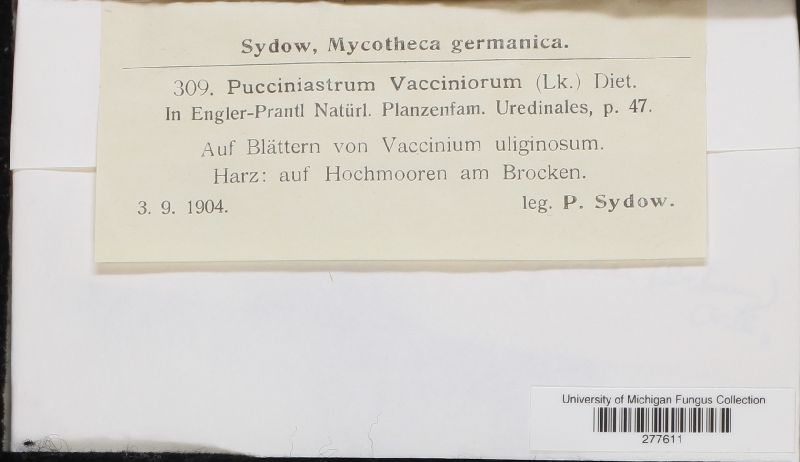 Sydow, Mycotheca germanica.
309. Pucciniastrum Vacciniorum (Lk.) Diet.
In Engler-Prantl Natürl. Planzenfam. Uredinales, p. 47.
Auf Blättern von Vaccinium uliginosum.
Harz: auf Hochmooren am Brocken.
3. 9. 1904. leg. P. Sydow.
University of Michigan Fungus Collection
277611